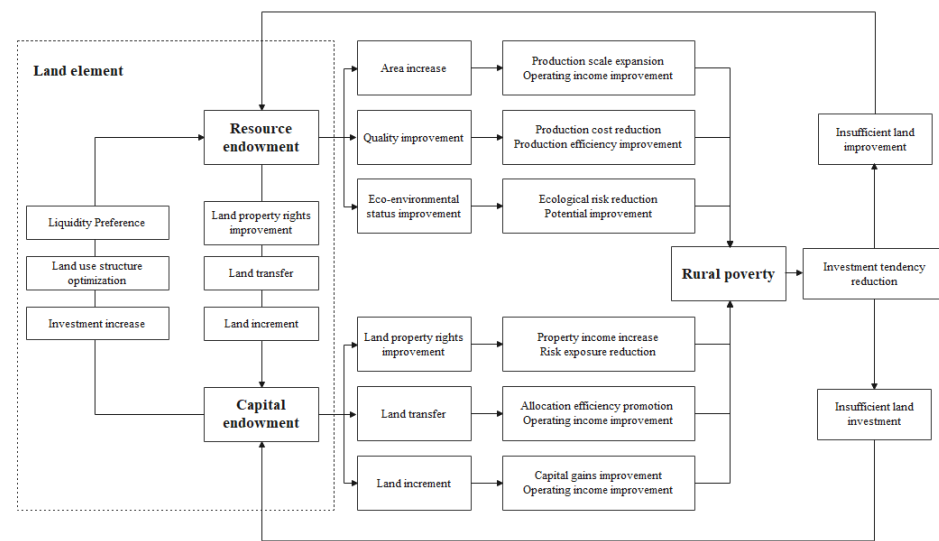 Land element
Resource
endowment
Liquidity Preference
Land use structure
optimization
Investment increase
Land property rights
improvement
Land transfer
Land increment
Capital
endowment
Area increase
Production scale expansion
Operating income improvement
Quality improvement
Production cost reduction
Production efficiency improvement
Eco-environmental
status improvement
Ecological risk reduction
Potential improvement
Land property rights
improvement
Property income increase
Risk exposure reduction
Land transfer
Allocation efficiency promotion
Operating income improvement
Land increment
Capital gains improvement
Operating income improvement
Rural poverty
Insufficient land
improvement
Investment tendency
reduction
Insufficient land
investment